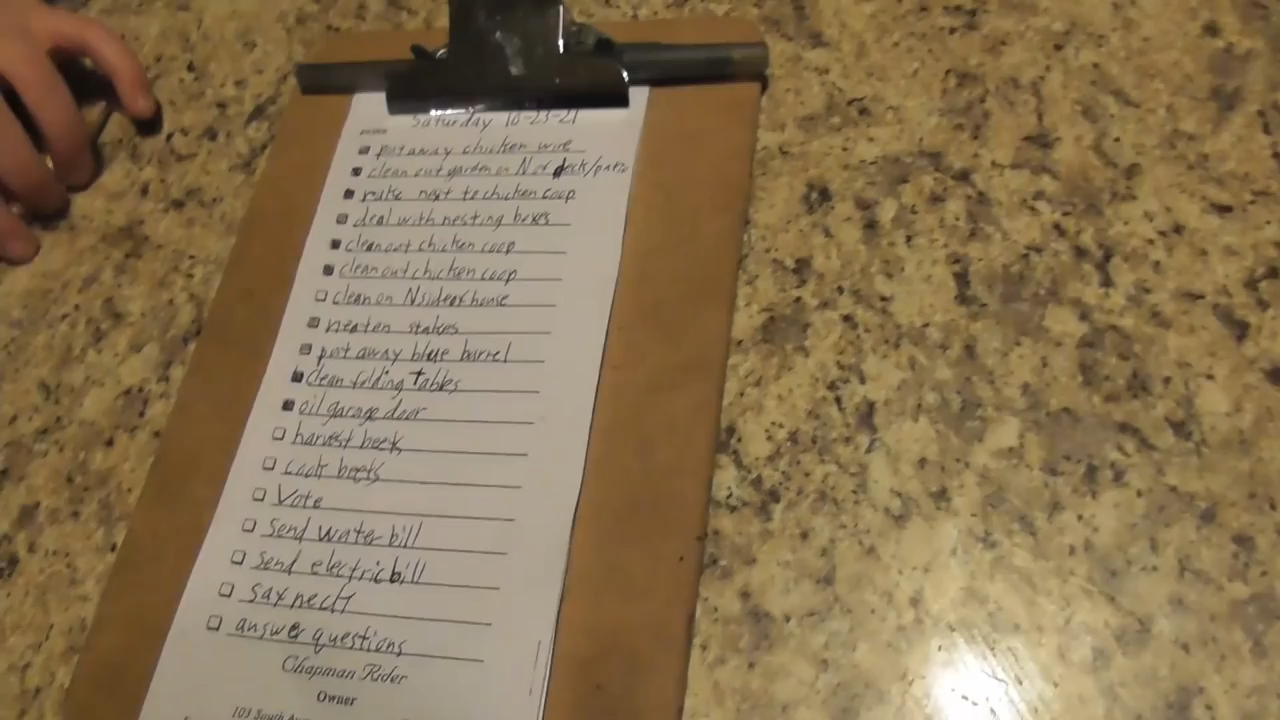 Saturday 10-23-21
put away chicken wire
clean out garden on N of deck/patio
rake next to chicken coop
deal with nesting boxes
clean out chicken coop
clean out chicken coop
clean on N side of house
neaten stakes
put away blue barrel
clean folding tables
oil garage door
harvest beets
cook beets
Vote
send water bill
send electric bill
sax neck
answer questions
Chapman Rider
Owner
103 South